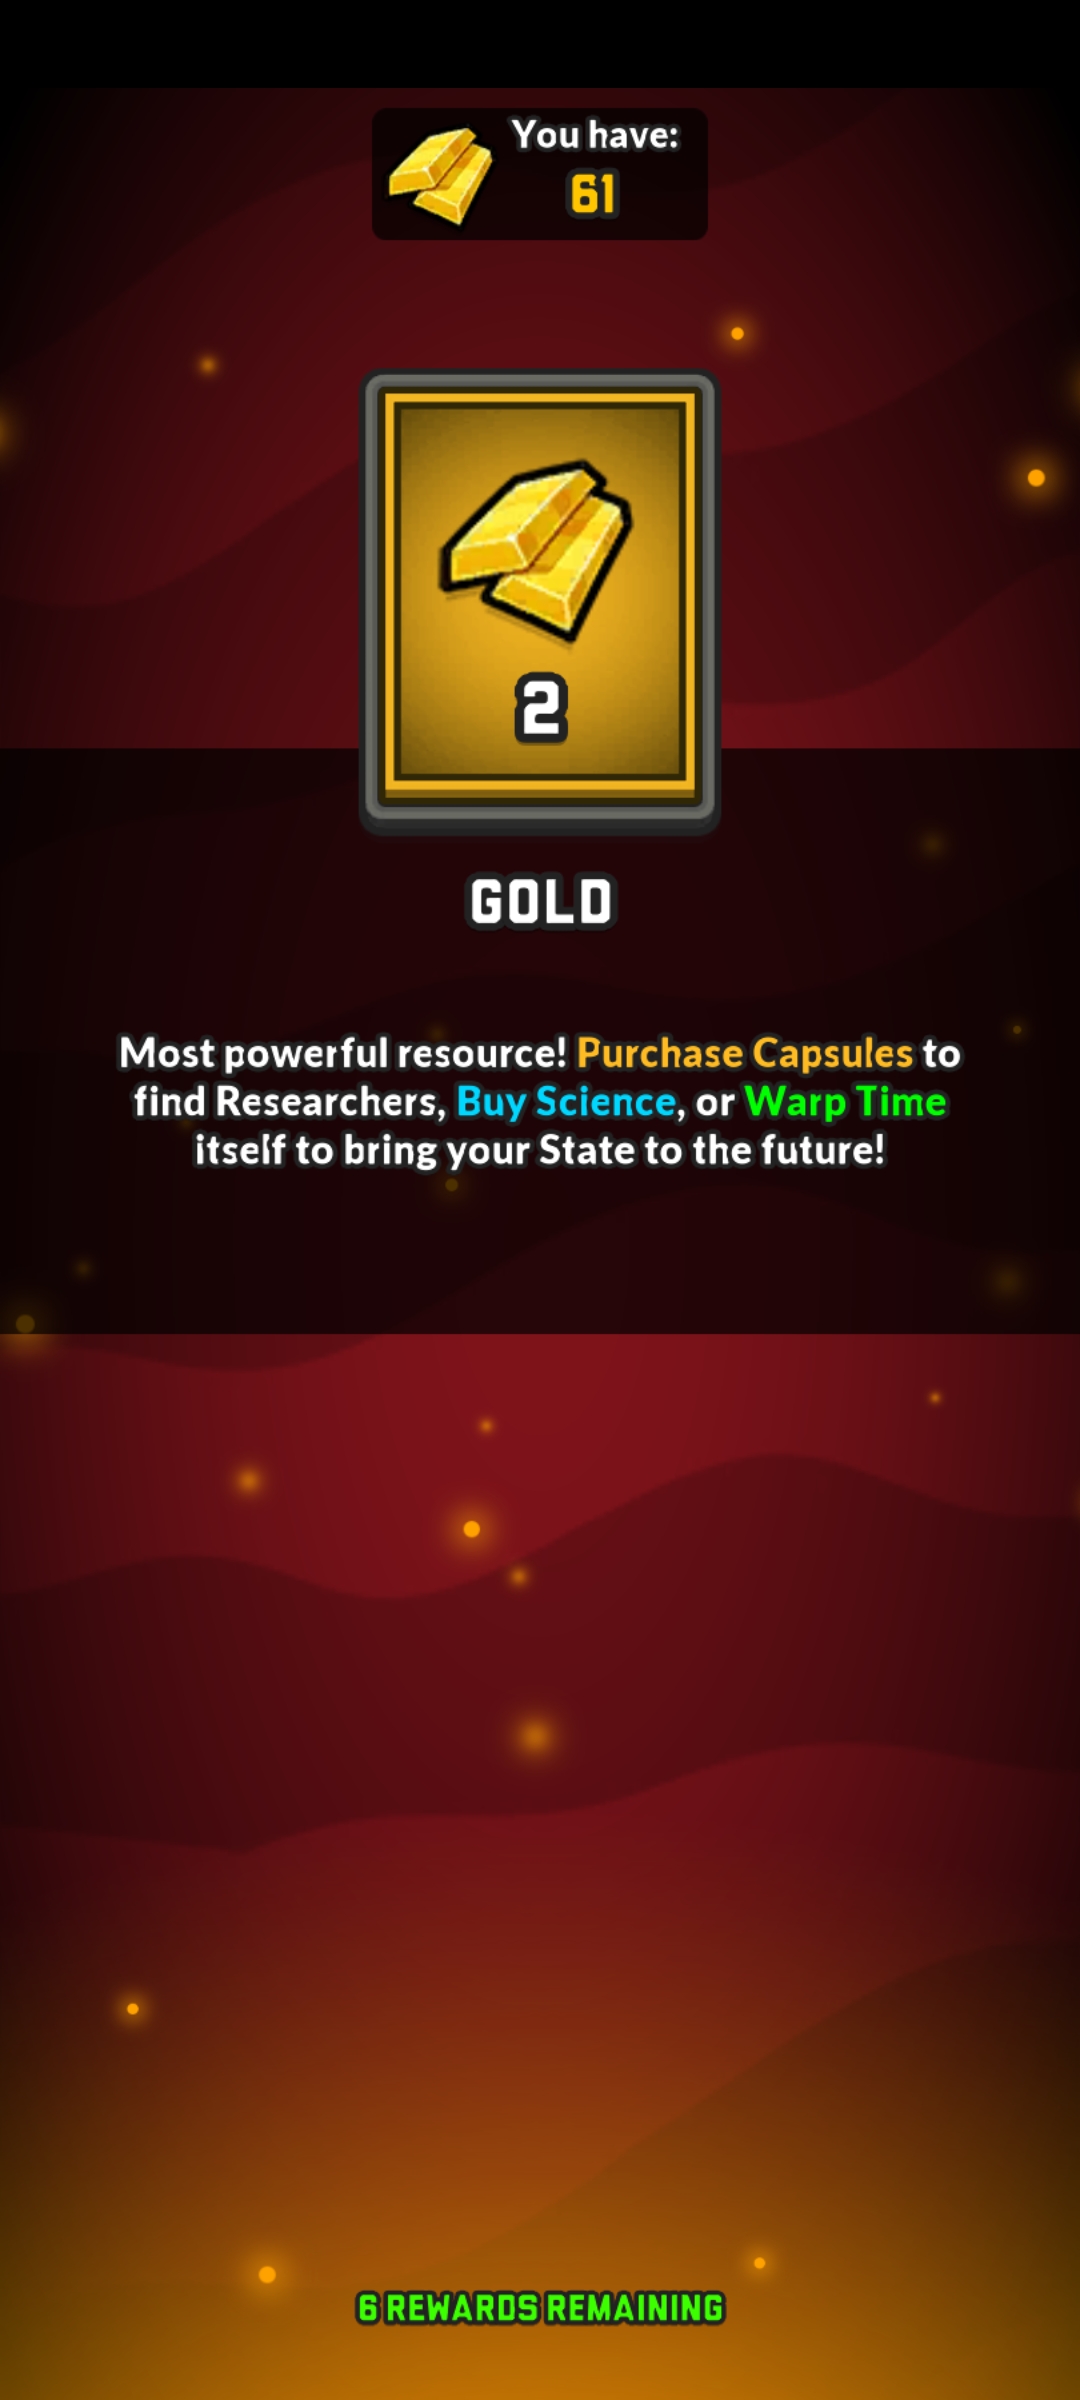 You have:
61
2
GOLD
Most powerful resource! Purchase Capsules to
find Researchers, Buy Science, or Warp Time
itself to bring your State to the future!
6 REWARDS REMAINING